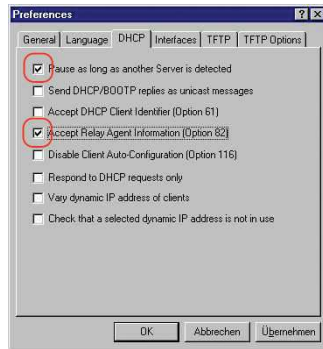 Preferences
General Language DHCP Interfaces TFTP TFTP Options
Pause as long as another Server is detected
Send DHCP/BOOTP replies as unicast messages
Accept DHCP Client Identifier (Option 61)
Accept Relay Agent Information (Option 82)
Disable Client Auto-Configuration (Option 116)
Respond to DHCP requests only
Vary dynamic IP address of clients
Check that a selected dynamic IP address is not in use
OK Abbrechen Übernehmen